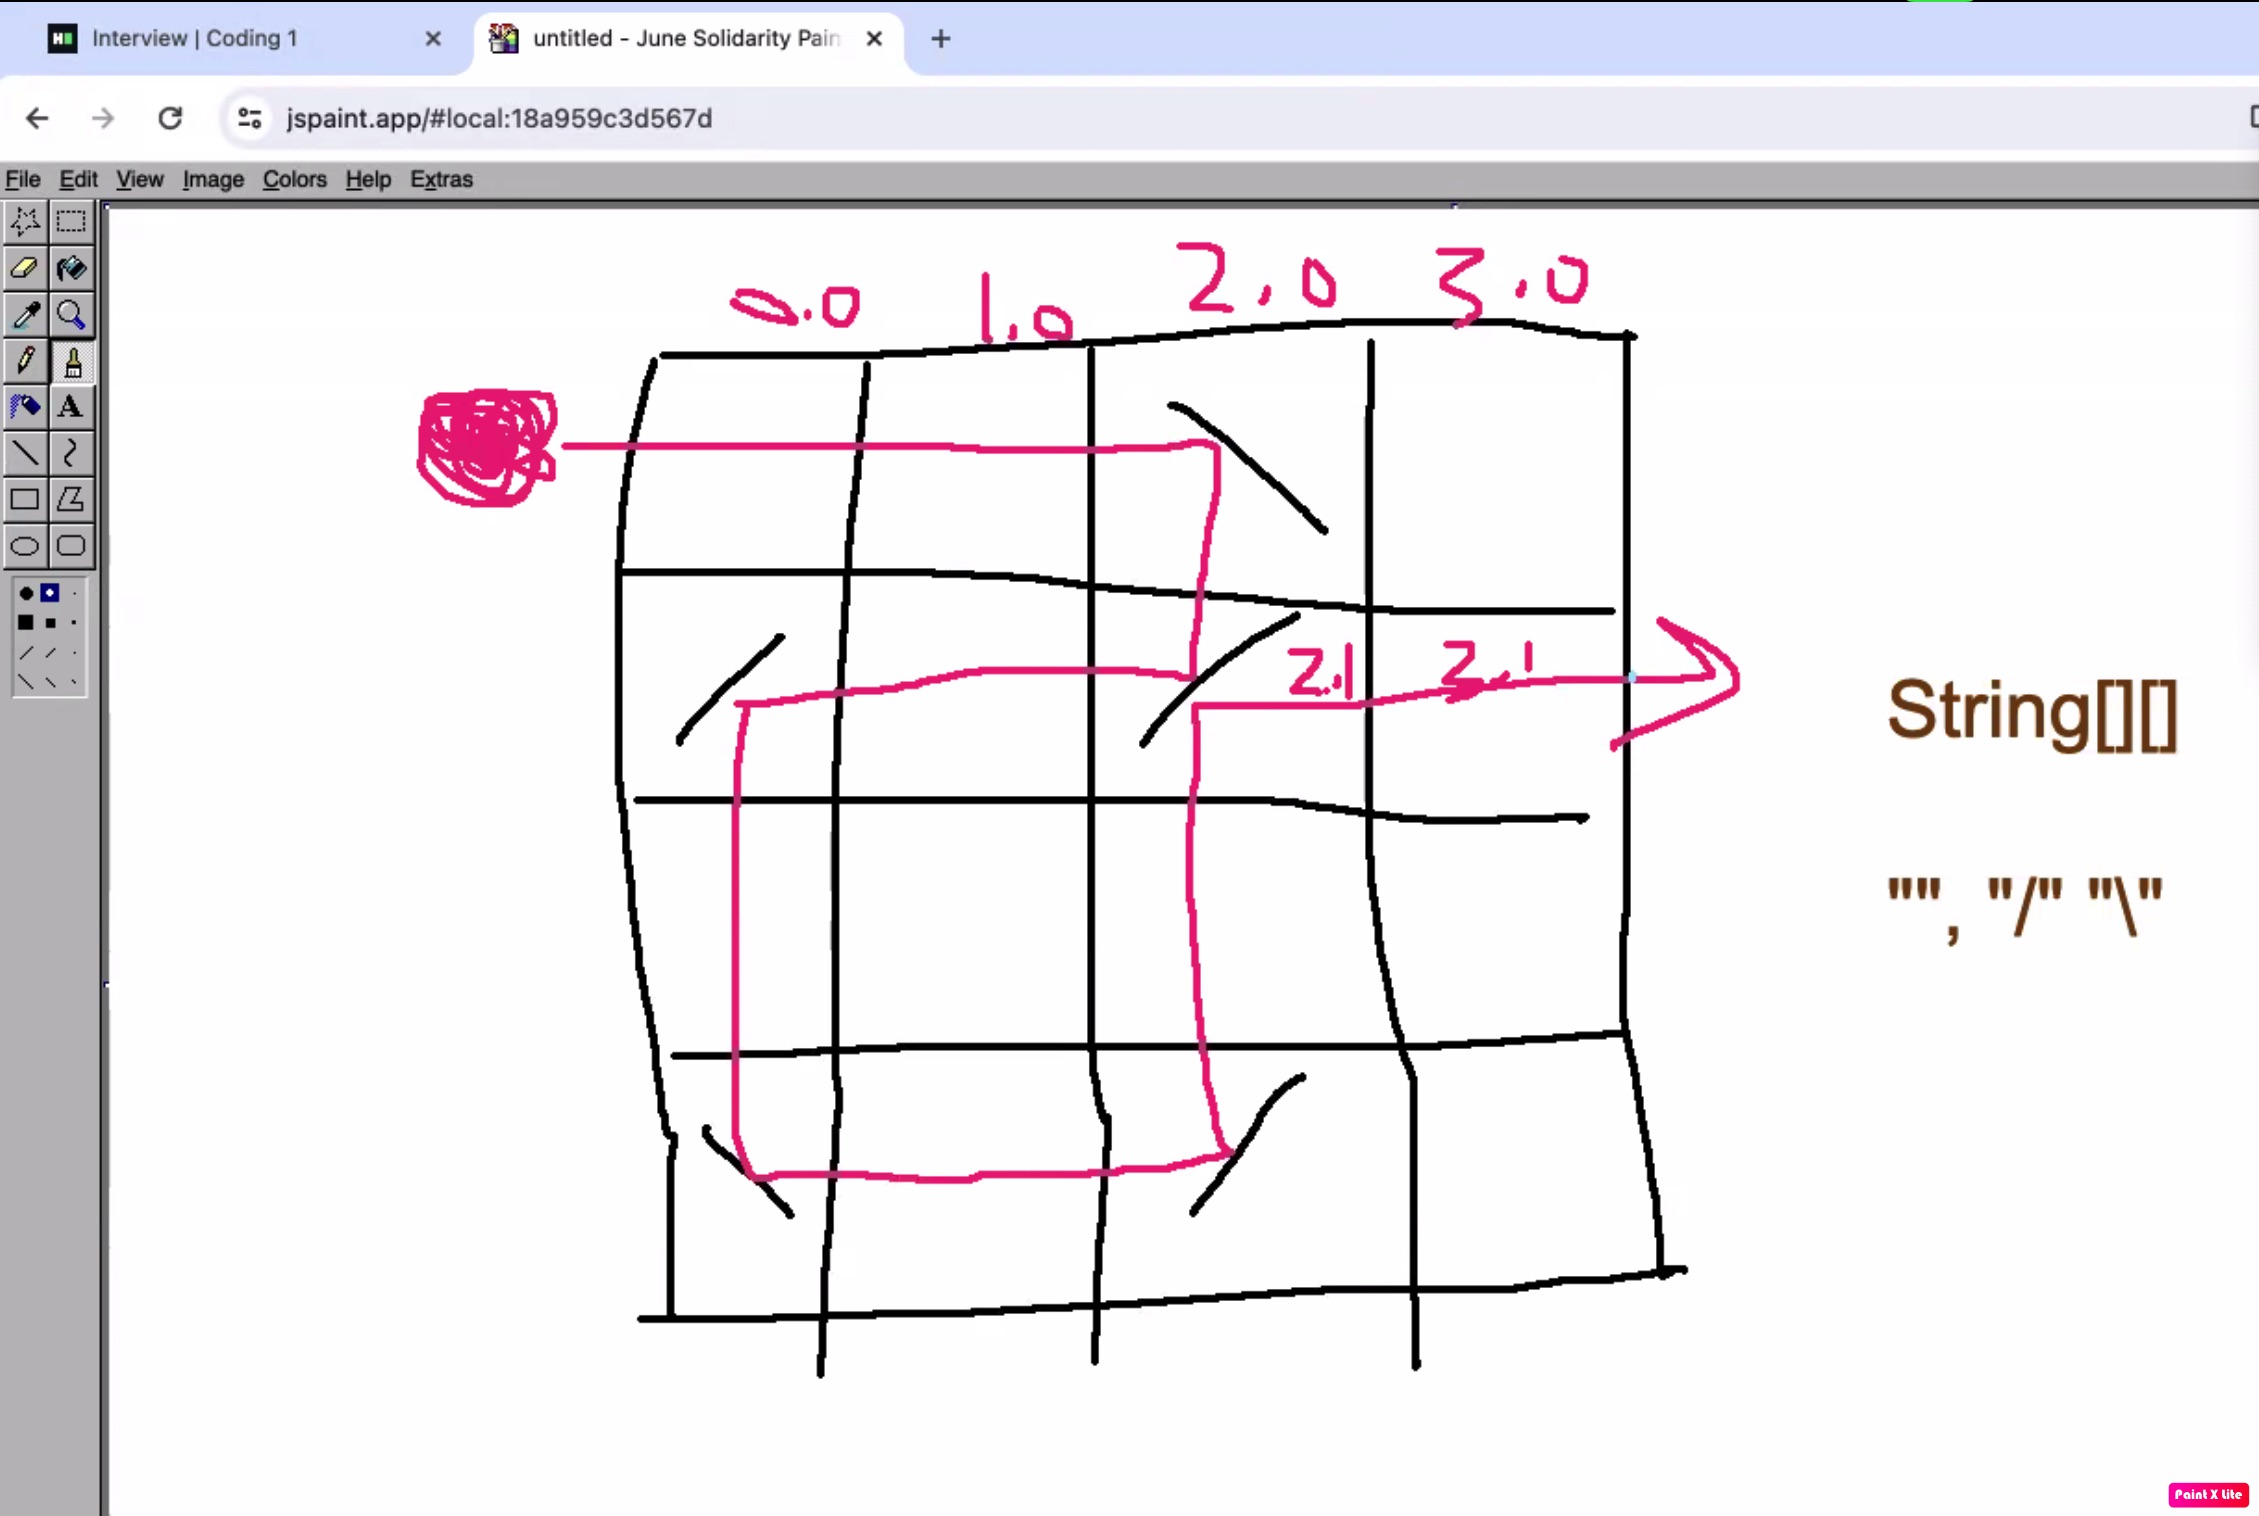 Interview | Coding 1
untitled - June Solidarity Pain
jspaint.app/#local:18a959c3d567d
File Edit View Image Colors Help Extras
A
0.0 1.0 2,0 3.0
2.1 3,1
String[][]
"", "/" "\"
Paint X Lite